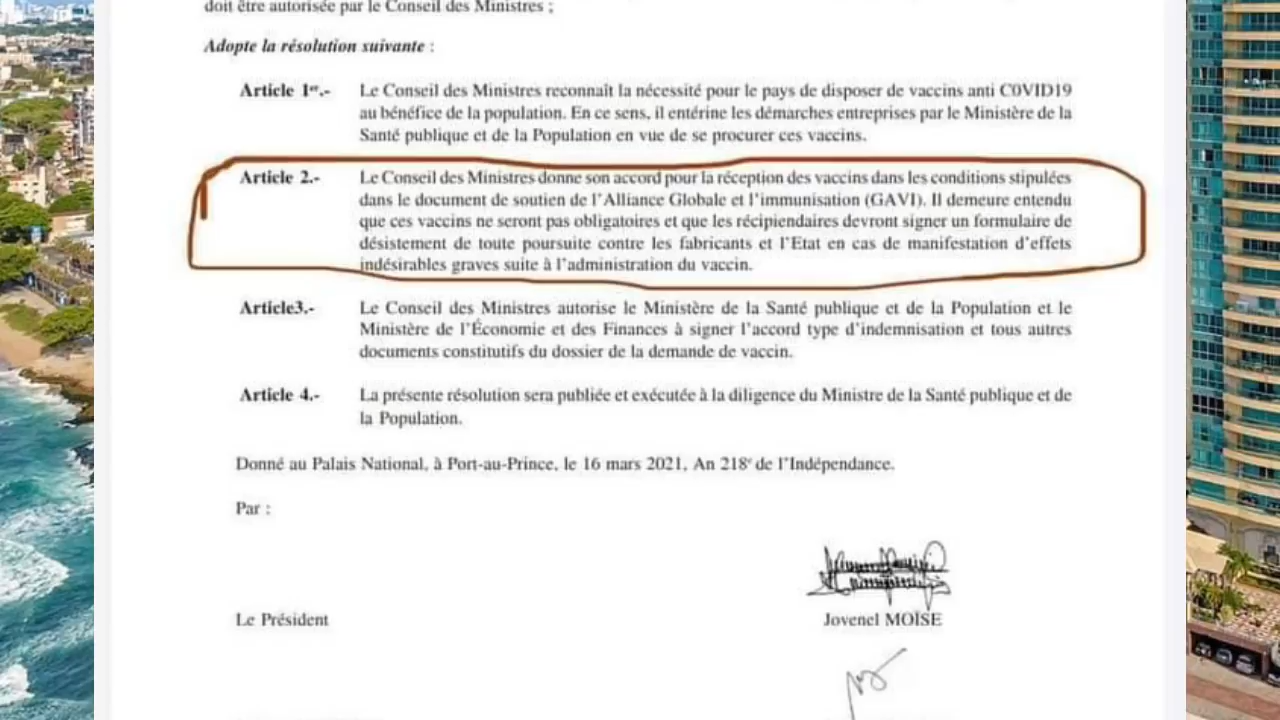 doit être autorisée par le Conseil des Ministres ;
Adopte la résolution suivante :
Article 1er.- Le Conseil des Ministres reconnaît la nécessité pour le pays de disposer de vaccins anti COVID19
au bénéfice de la population. En ce sens, il entérine les démarches entreprises par le Ministère de la
Santé publique et de la Population en vue de se procurer ces vaccins.
Article 2.- Le Conseil des Ministres donne son accord pour la réception des vaccins dans les conditions stipulées
dans le document de soutien de l'Alliance Globale et l'immunisation (GAVI). Il demeure entendu
que ces vaccins ne seront pas obligatoires et que les récipiendaires devront signer un formulaire de
désistement de toute poursuite contre les fabricants et l'Etat en cas de manifestation d'effets
indésirables graves suite à l'administration du vaccin.
Article3.- Le Conseil des Ministres autorise le Ministère de la Santé publique et de la Population et le
Ministère de l'Économie et des Finances à signer l'accord type d'indemnisation et tous autres
documents constitutifs du dossier de la demande de vaccin.
Article 4.- La présente résolution sera publiée et exécutée à la diligence du Ministre de la Santé publique et de
la Population.
Donné au Palais National, à Port-au-Prince, le 16 mars 2021, An 218e de l'Indépendance.
Par :
Le Président Jovenel MOÏSE